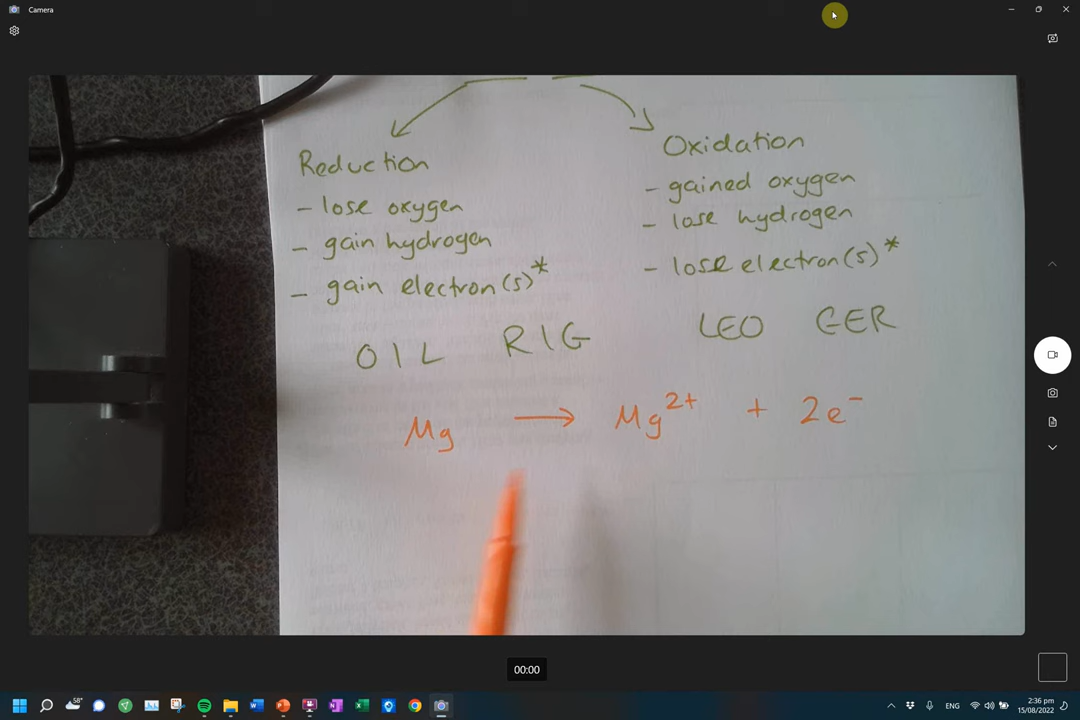 Camera
Reduction
- lose oxygen
- gain hydrogen
- gain electron(s)*
Oxidation
- gained oxygen
- lose hydrogen
- lose electron(s)*
OIL RIG
LEO GER
Mg → Mg²⁺ + 2e⁻
00:00
58°
ENG
2:36 pm
15/08/2022